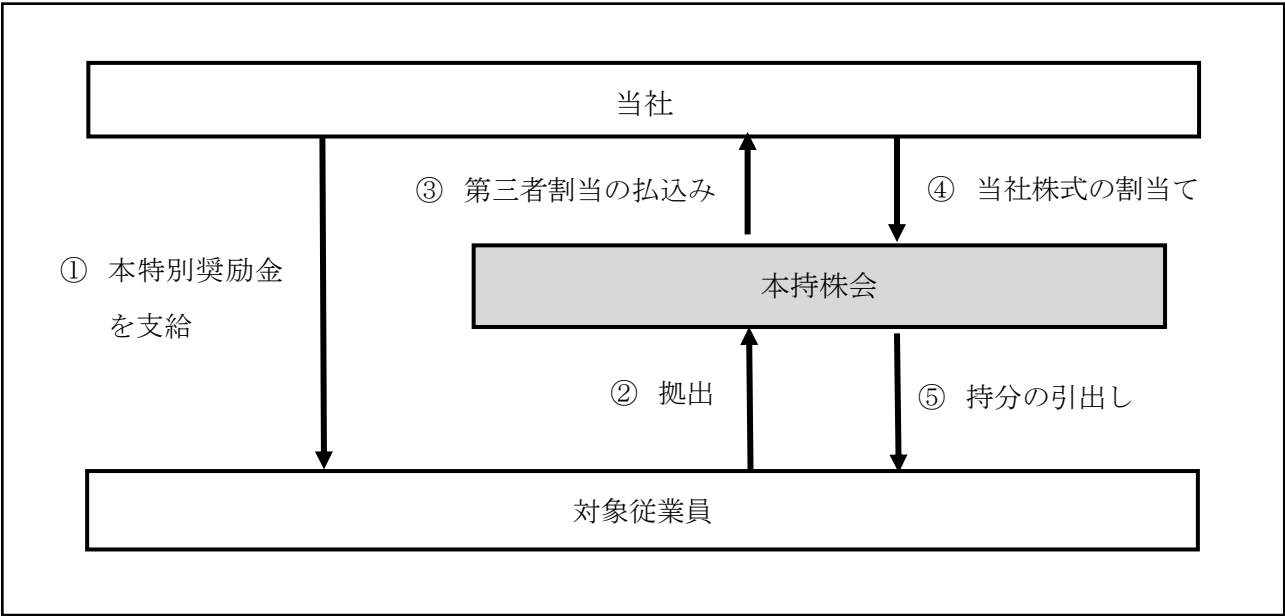 当社
③ 第三者割当の払込み
④ 当社株式の割当て
① 本特別奨励金
を支給
本持株会
② 拠出
⑤ 持分の引出し
対象従業員